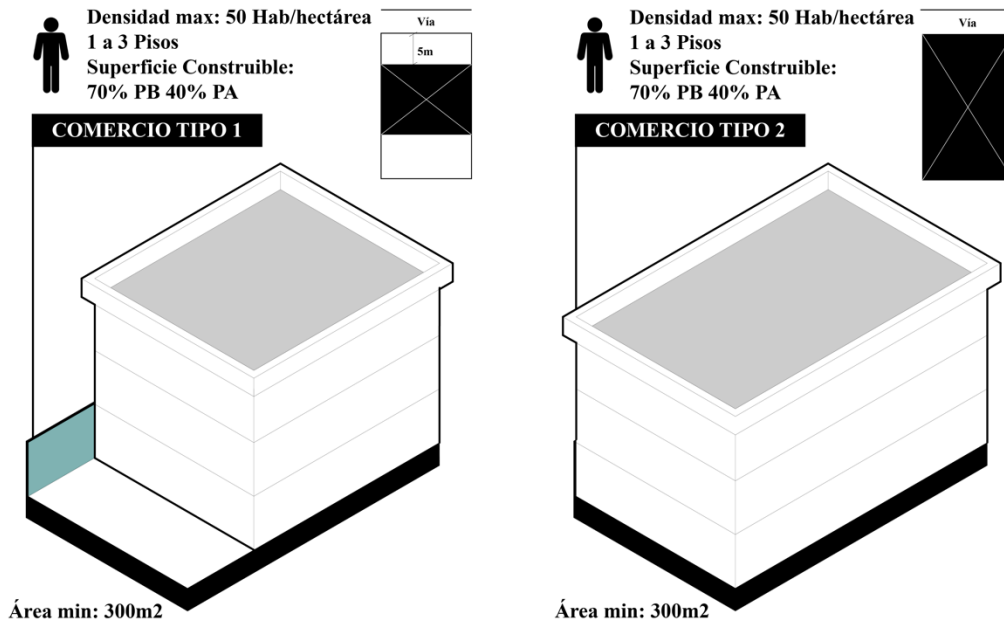 Densidad max: 50 Hab/hectárea
1 a 3 Pisos
Superficie Construible:
70% PB 40% PA
COMERCIO TIPO 1
Vía
5m
Área min: 300m2
Densidad max: 50 Hab/hectárea
1 a 3 Pisos
Superficie Construible:
70% PB 40% PA
COMERCIO TIPO 2
Vía
Área min: 300m2